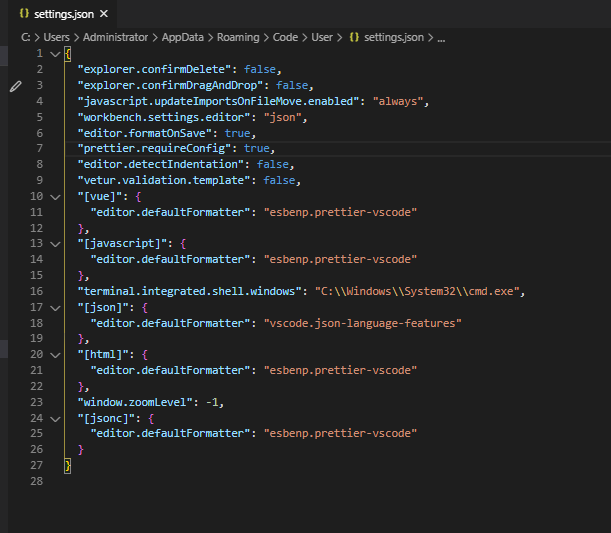 {} settings.json ×
C: > Users > Administrator > AppData > Roaming > Code > User > {} settings.json > ...
1 {
2 "explorer.confirmDelete": false,
3 "explorer.confirmDragAndDrop": false,
4 "javascript.updateImportsOnFileMove.enabled": "always",
5 "workbench.settings.editor": "json",
6 "editor.formatOnSave": true,
7 "prettier.requireConfig": true,
8 "editor.detectIndentation": false,
9 "vetur.validation.template": false,
10 "[vue]": {
11 "editor.defaultFormatter": "esbenp.prettier-vscode"
12 },
13 "[javascript]": {
14 "editor.defaultFormatter": "esbenp.prettier-vscode"
15 },
16 "terminal.integrated.shell.windows": "C:\\Windows\\System32\\cmd.exe",
17 "[json]": {
18 "editor.defaultFormatter": "vscode.json-language-features"
19 },
20 "[html]": {
21 "editor.defaultFormatter": "esbenp.prettier-vscode"
22 },
23 "window.zoomLevel": -1,
24 "[jsonc]": {
25 "editor.defaultFormatter": "esbenp.prettier-vscode"
26 }
27 }
28